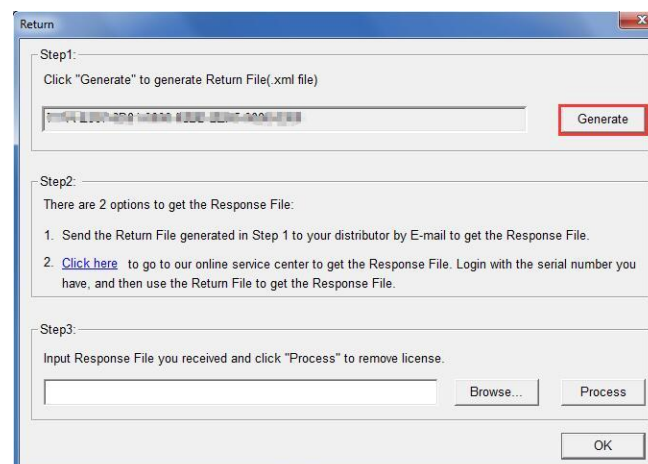 Return
Step1:
Click "Generate" to generate Return File(.xml file)
Generate
Step2:
There are 2 options to get the Response File:
1. Send the Return File generated in Step 1 to your distributor by E-mail to get the Response File.
2. Click here to go to our online service center to get the Response File. Login with the serial number you
have, and then use the Return File to get the Response File.
Step3:
Input Response File you received and click "Process" to remove license.
Browse... Process
OK